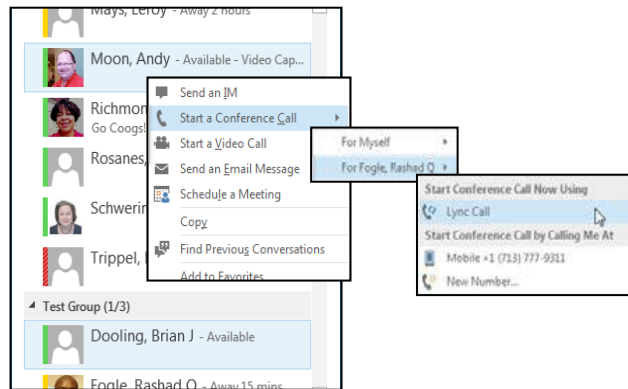 Mays, Leroy - Away 2 hours
Moon, Andy - Available - Video Cap...
Richmon
Go Coogs!
Rosanes,
Schwerin
Trippel,
Test Group (1/3)
Dooling, Brian J - Available
Fogle, Rashad O - Away 15 mins
Send an IM
Start a Conference Call
Start a Video Call
Send an Email Message
Schedule a Meeting
Copy
Find Previous Conversations
Add to Favorites
For Myself
For Fogle, Rashad O
Start Conference Call Now Using
Lync Call
Start Conference Call by Calling Me At
Mobile +1 (713) 777-9311
New Number...